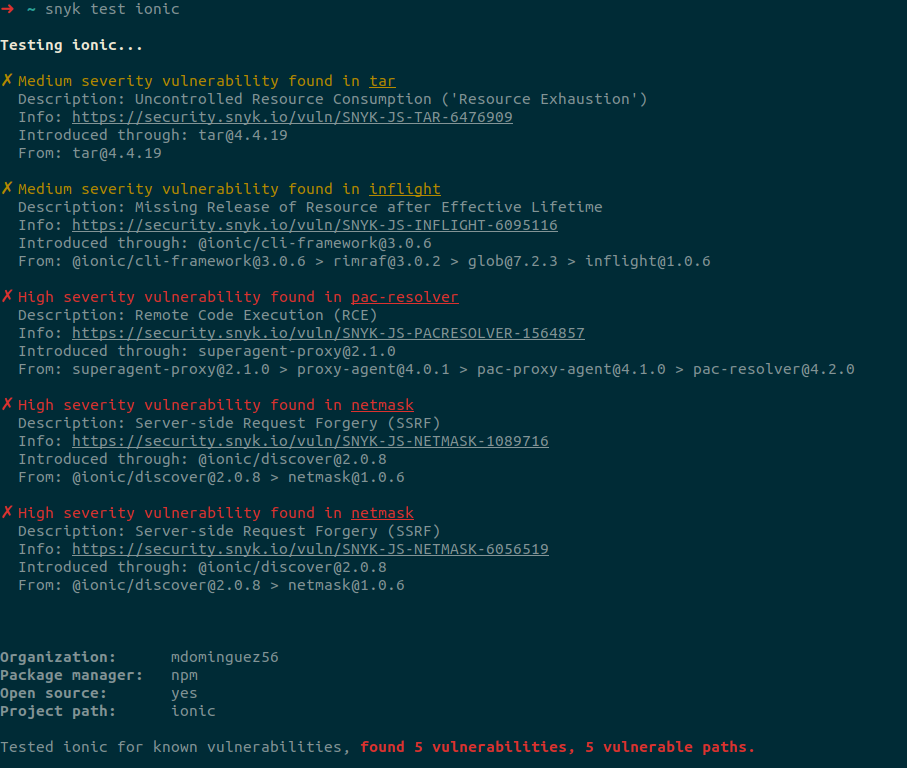 → ~ snyk test ionic
Testing ionic...
✗ Medium severity vulnerability found in tar
Description: Uncontrolled Resource Consumption ('Resource Exhaustion')
Info: https://security.snyk.io/vuln/SNYK-JS-TAR-6476909
Introduced through: tar@4.4.19
From: tar@4.4.19
✗ Medium severity vulnerability found in inflight
Description: Missing Release of Resource after Effective Lifetime
Info: https://security.snyk.io/vuln/SNYK-JS-INFLIGHT-6095116
Introduced through: @ionic/cli-framework@3.0.6
From: @ionic/cli-framework@3.0.6 > rimraf@3.0.2 > glob@7.2.3 > inflight@1.0.6
✗ High severity vulnerability found in pac-resolver
Description: Remote Code Execution (RCE)
Info: https://security.snyk.io/vuln/SNYK-JS-PACRESOLVER-1564857
Introduced through: superagent-proxy@2.1.0
From: superagent-proxy@2.1.0 > proxy-agent@4.0.1 > pac-proxy-agent@4.1.0 > pac-resolver@4.2.0
✗ High severity vulnerability found in netmask
Description: Server-side Request Forgery (SSRF)
Info: https://security.snyk.io/vuln/SNYK-JS-NETMASK-1089716
Introduced through: @ionic/discover@2.0.8
From: @ionic/discover@2.0.8 > netmask@1.0.6
✗ High severity vulnerability found in netmask
Description: Server-side Request Forgery (SSRF)
Info: https://security.snyk.io/vuln/SNYK-JS-NETMASK-6056519
Introduced through: @ionic/discover@2.0.8
From: @ionic/discover@2.0.8 > netmask@1.0.6
Organization: mdominguez56
Package manager: npm
Open source: yes
Project path: ionic
Tested ionic for known vulnerabilities, found 5 vulnerabilities, 5 vulnerable paths.